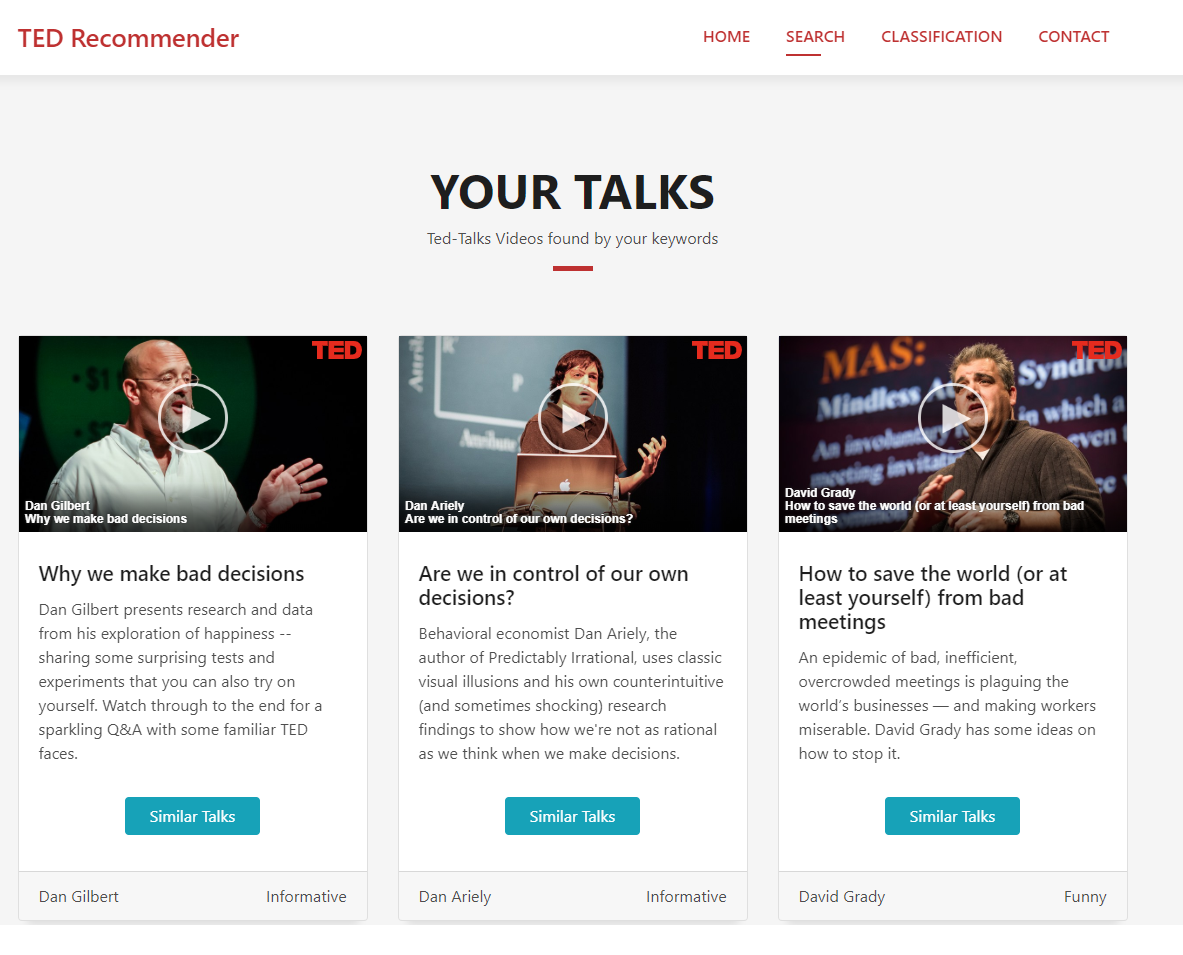 TED Recommender
HOME SEARCH CLASSIFICATION CONTACT
YOUR TALKS
Ted-Talks Videos found by your keywords
TED
$1
Dan Gilbert
Why we make bad decisions
TED
Dan Ariely
Are we in control of our own decisions?
TED
MAS:
Mindless
which a
An
even
meeting
David Grady
How to save the world (or at least yourself) from bad
meetings
Why we make bad decisions
Dan Gilbert presents research and data
from his exploration of happiness --
sharing some surprising tests and
experiments that you can also try on
yourself. Watch through to the end for a
sparkling Q&A with some familiar TED
faces.
Similar Talks
Dan Gilbert Informative
Are we in control of our own
decisions?
Behavioral economist Dan Ariely, the
author of Predictably Irrational, uses classic
visual illusions and his own counterintuitive
(and sometimes shocking) research
findings to show how we're not as rational
as we think when we make decisions.
Similar Talks
Dan Ariely Informative
How to save the world (or at
least yourself) from bad
meetings
An epidemic of bad, inefficient,
overcrowded meetings is plaguing the
world’s businesses — and making workers
miserable. David Grady has some ideas on
how to stop it.
Similar Talks
David Grady Funny